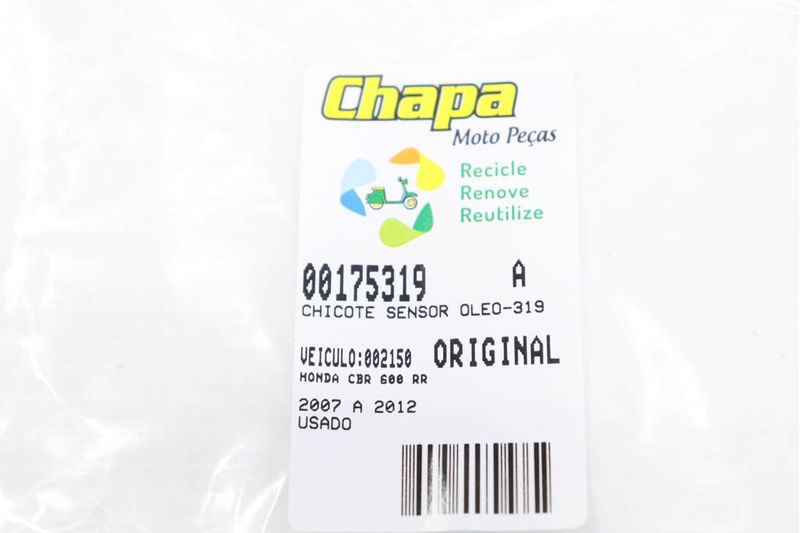 Chapa
Moto Peças
Recicle
Renove
Reutilize
00175319 A
CHICOTE SENSOR OLEO-319
VEICULO:002150 ORIGINAL
HONDA CBR 600 RR
2007 A 2012
USADO